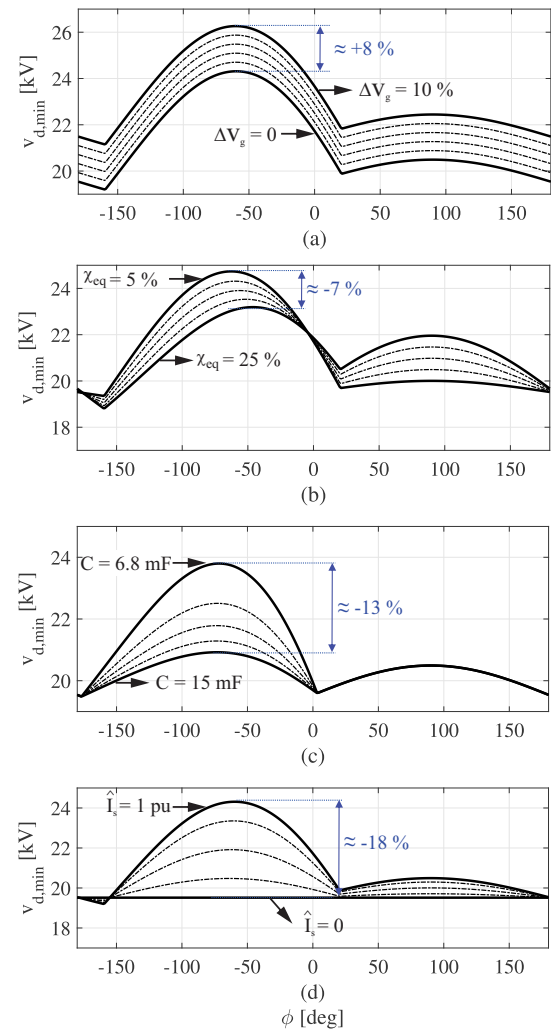 26
24
22
20
v_d,min [kV]
≈ +8 %
ΔV_g = 10 %
ΔV_g = 0
-150 -100 -50 0 50 100 150
(a)
24
22
20
18
v_d,min [kV]
χ_eq = 5 %
≈ -7 %
χ_eq = 25 %
-150 -100 -50 0 50 100 150
(b)
24
22
20
v_d,min [kV]
C = 6.8 mF
≈ -13 %
C = 15 mF
-150 -100 -50 0 50 100 150
(c)
24
22
20
18
v_d,min [kV]
Î_s = 1 pu
≈ -18 %
Î_s = 0
-150 -100 -50 0 50 100 150
(d)
ϕ [deg]